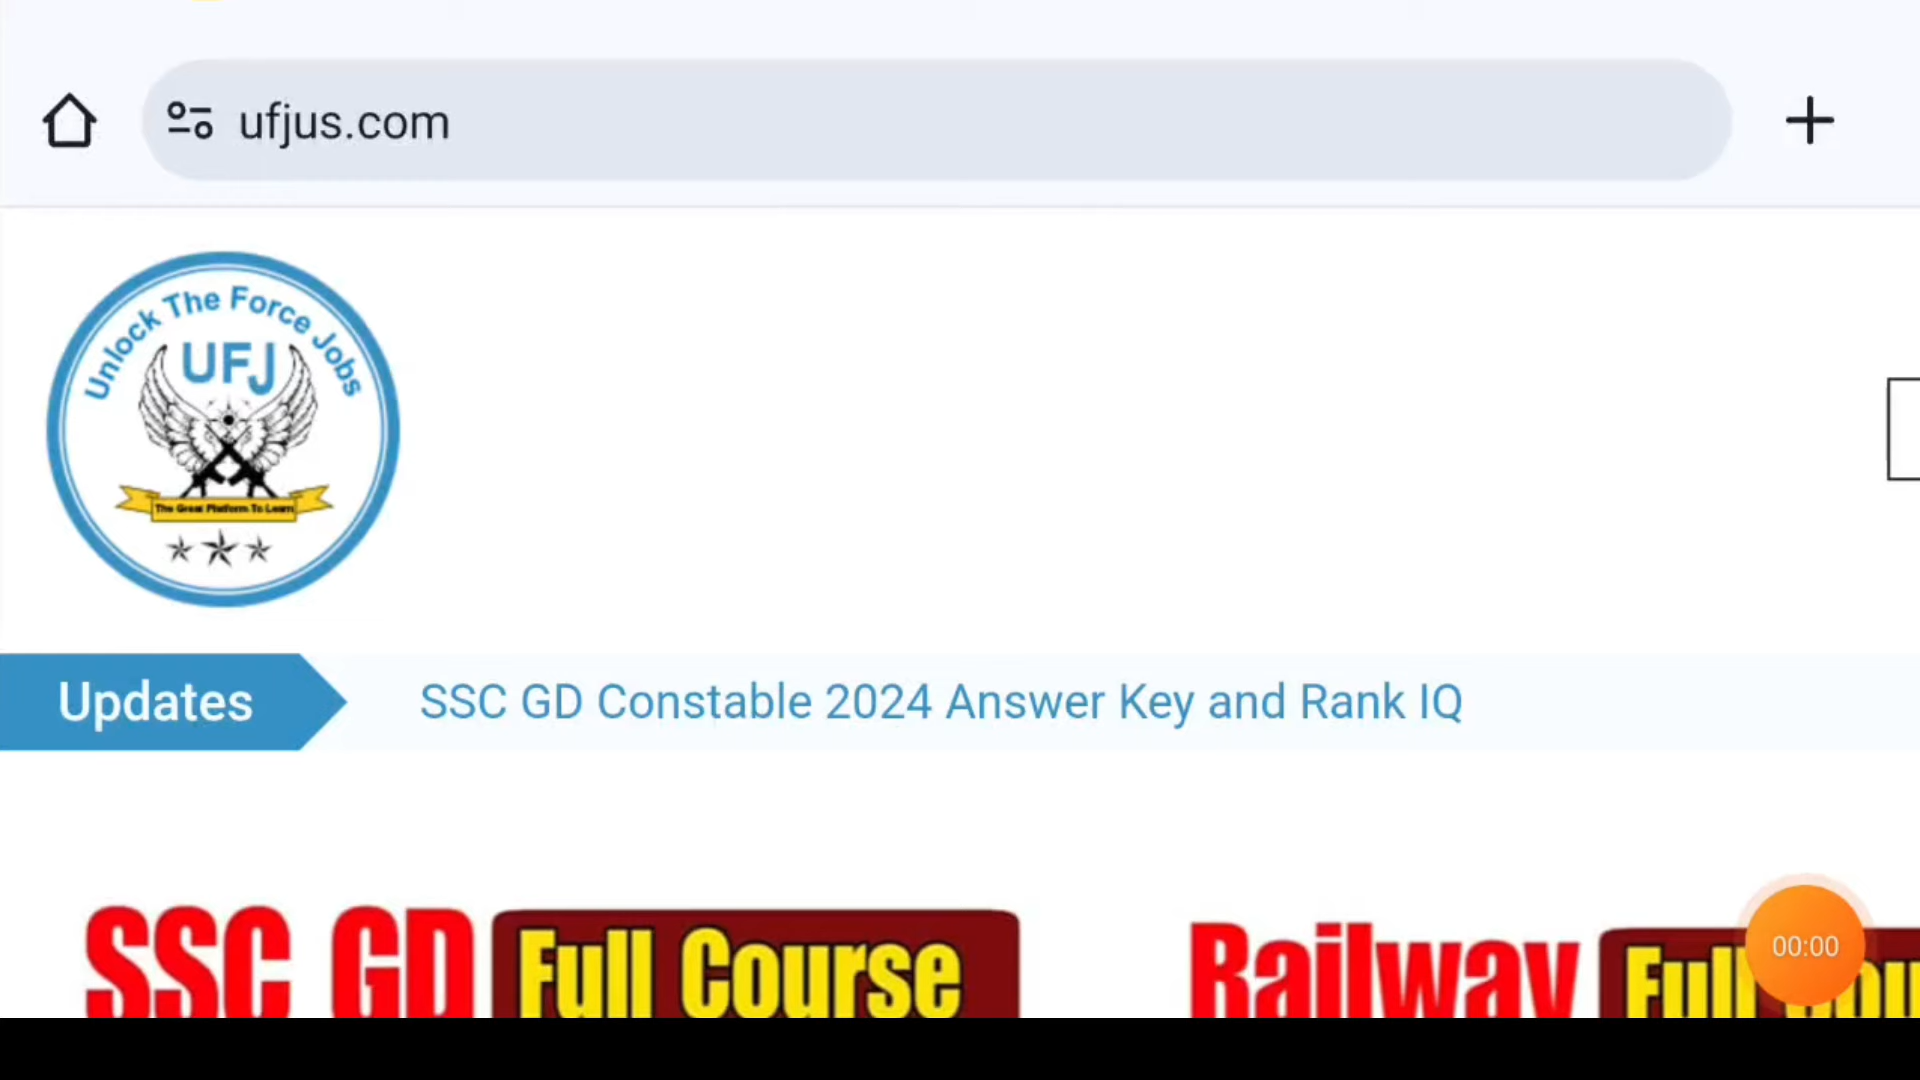 ufjus.com
Unlock The Force Jobs
UFJ
The Great Platform To Learn
Updates
SSC GD Constable 2024 Answer Key and Rank IQ
SSC GD Full Course
Railway Full
00:00